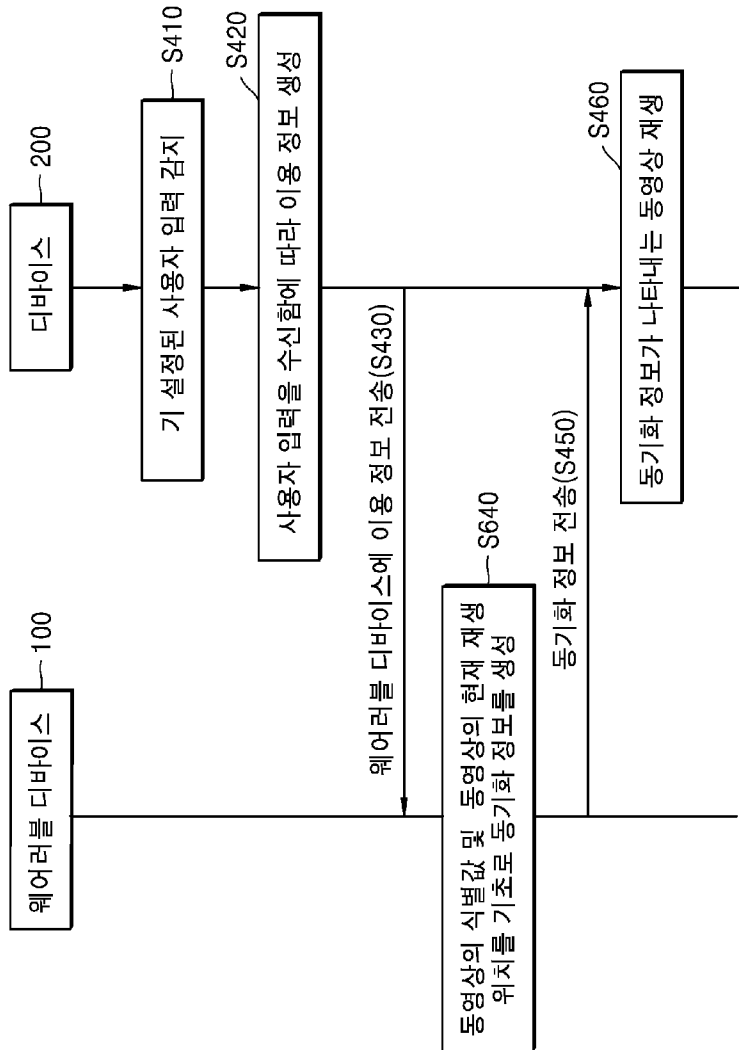 웨어러블 디바이스
100
디바이스
200
기 설정된 사용자 입력 감지
S410
사용자 입력을 수신함에 따라 이용 정보 생성
S420
웨어러블 디바이스에 이용 정보 전송(S430)
동영상의 식별값 및 동영상의 현재 재생
위치를 기초로 동기화 정보를 생성
S640
동기화 정보 전송(S450)
동기화 정보가 나타내는 동영상 재생
S460